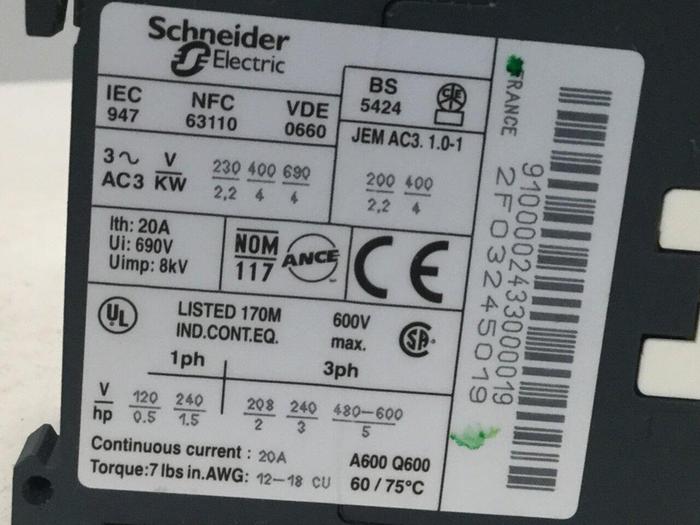 Schneider
Electric
IEC 947
NFC 63110
VDE 0660
BS 5424
JEM AC3. 1.0-1
3~ V 230 400 690
AC3 KW 2,2 4 4
200 400
2,2 4
Ith: 20A
Ui: 690V
Uimp: 8kV
NOM
117
ANCE
CE
UL
LISTED 170M
IND.CONT.EQ.
600V
max.
SA
1ph
3ph
V 120 240 208 240 480-600
hp 0.5 1.5 2 3 5
Continuous current : 20A
Torque:7 lbs in.AWG: 12-18 CU
A600 Q600
60 / 75°C
RANCE
9100002433000019
2F03245019